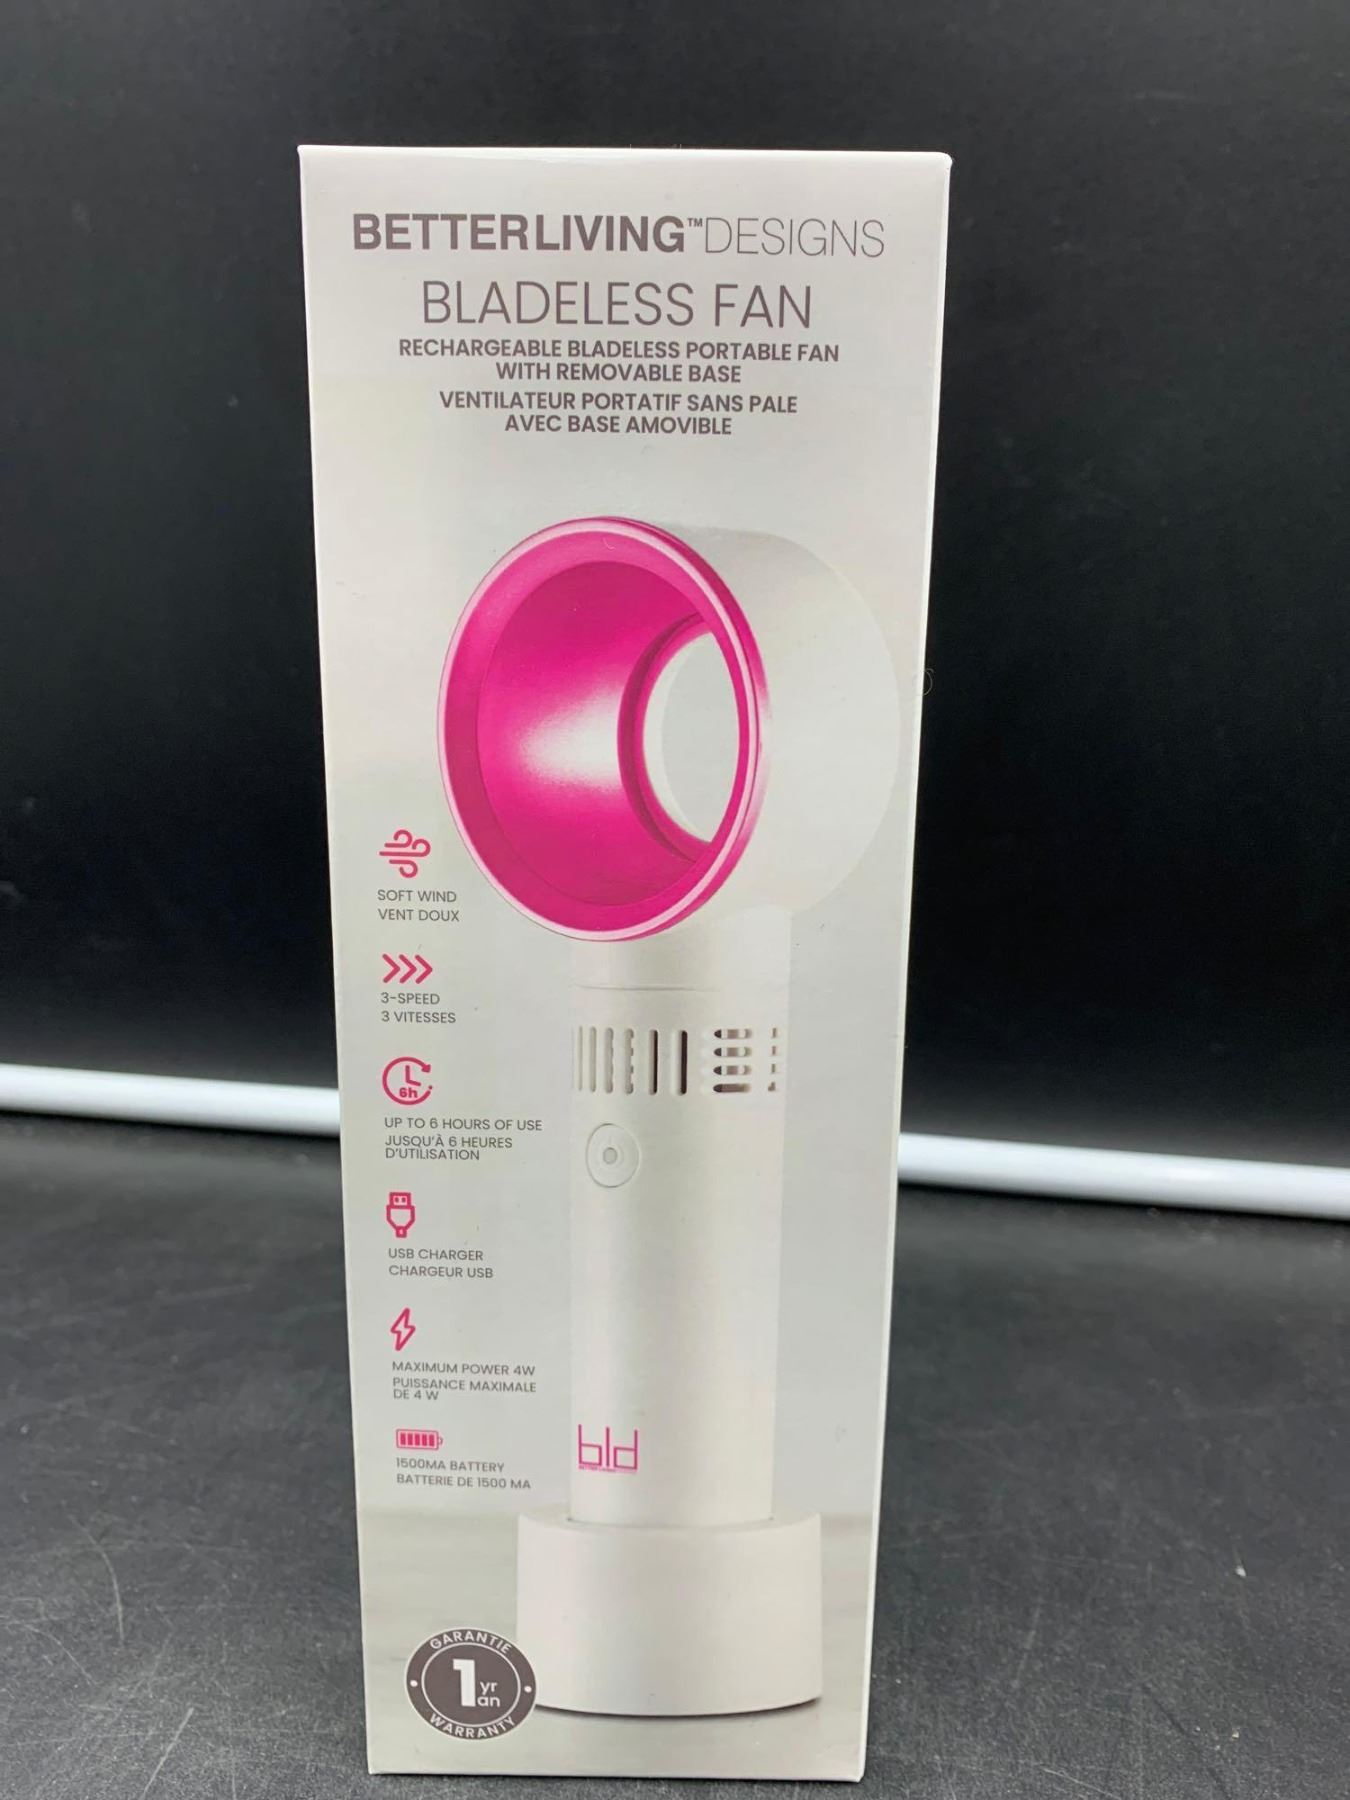 BETTERLIVING™DESIGNS
BLADELESS FAN
RECHARGEABLE BLADELESS PORTABLE FAN
WITH REMOVABLE BASE
VENTILATEUR PORTATIF SANS PALE
AVEC BASE AMOVIBLE
SOFT WIND
VENT DOUX
3-SPEED
3 VITESSES
6h
UP TO 6 HOURS OF USE
JUSQU'À 6 HEURES
D'UTILISATION
USB CHARGER
CHARGEUR USB
MAXIMUM POWER 4W
PUISSANCE MAXIMALE
DE 4 W
1500MA BATTERY
BATTERIE DE 1500 MA
bld
GARANTIE
1 yr
an
WARRANTY